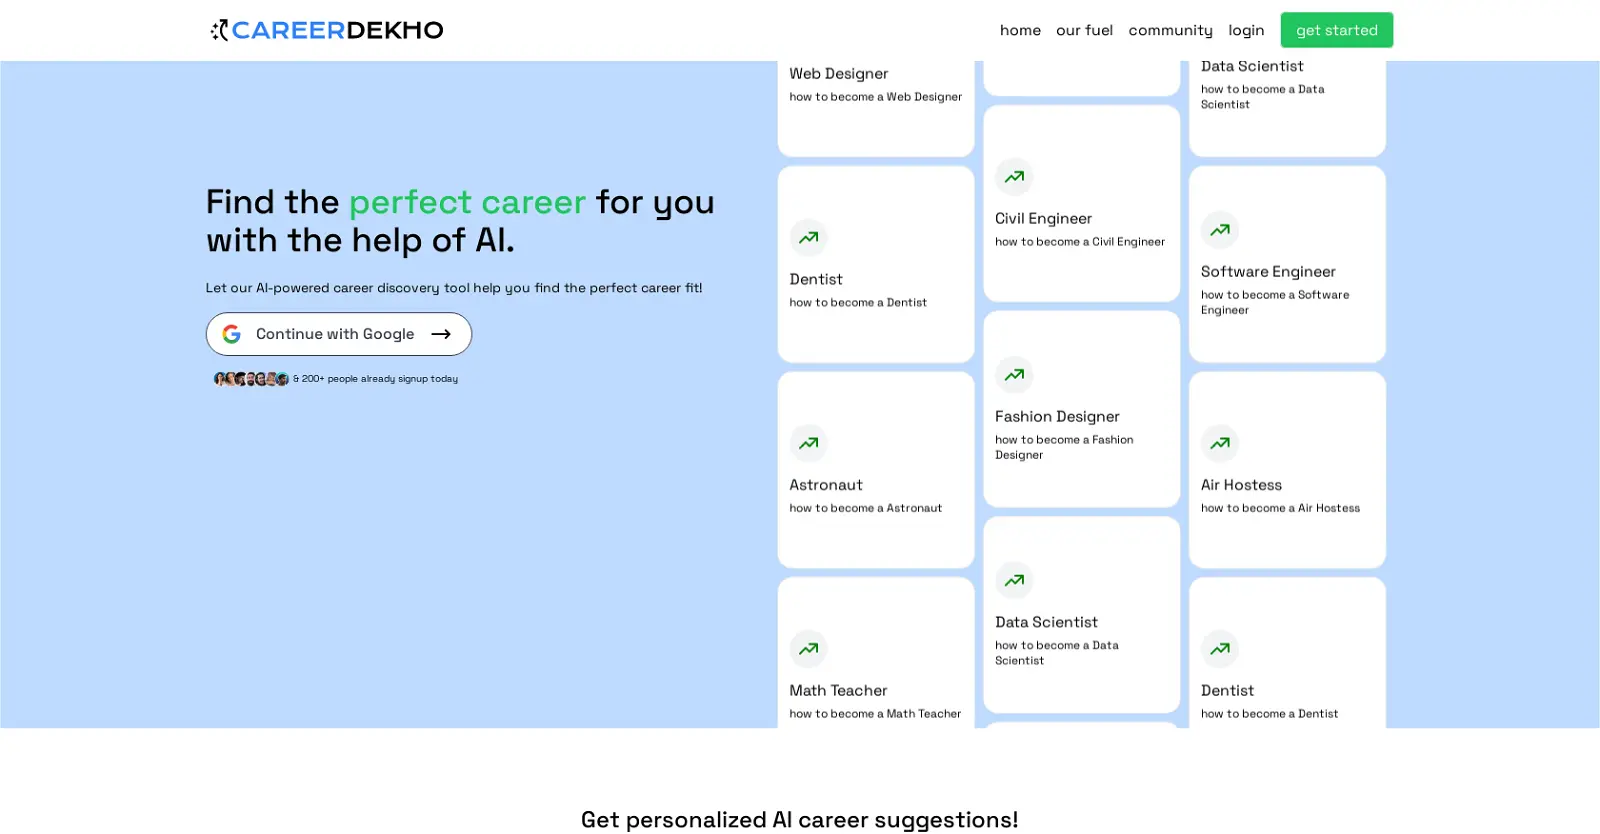 CAREERDEKHO
home
our fuel
community
login
get started
Find the perfect career for you
with the help of AI.
Let our AI-powered career discovery tool help you find the perfect career fit!
Continue with Google
& 200+ people already signup today
Web Designer
how to become a Web Designer
Dentist
how to become a Dentist
Astronaut
how to become a Astronaut
Math Teacher
how to become a Math Teacher
Civil Engineer
how to become a Civil Engineer
Fashion Designer
how to become a Fashion
Designer
Data Scientist
how to become a Data
Scientist
Data Scientist
how to become a Data
Scientist
Software Engineer
how to become a Software
Engineer
Air Hostess
how to become a Air Hostess
Dentist
how to become a Dentist
Get personalized AI career suggestions!